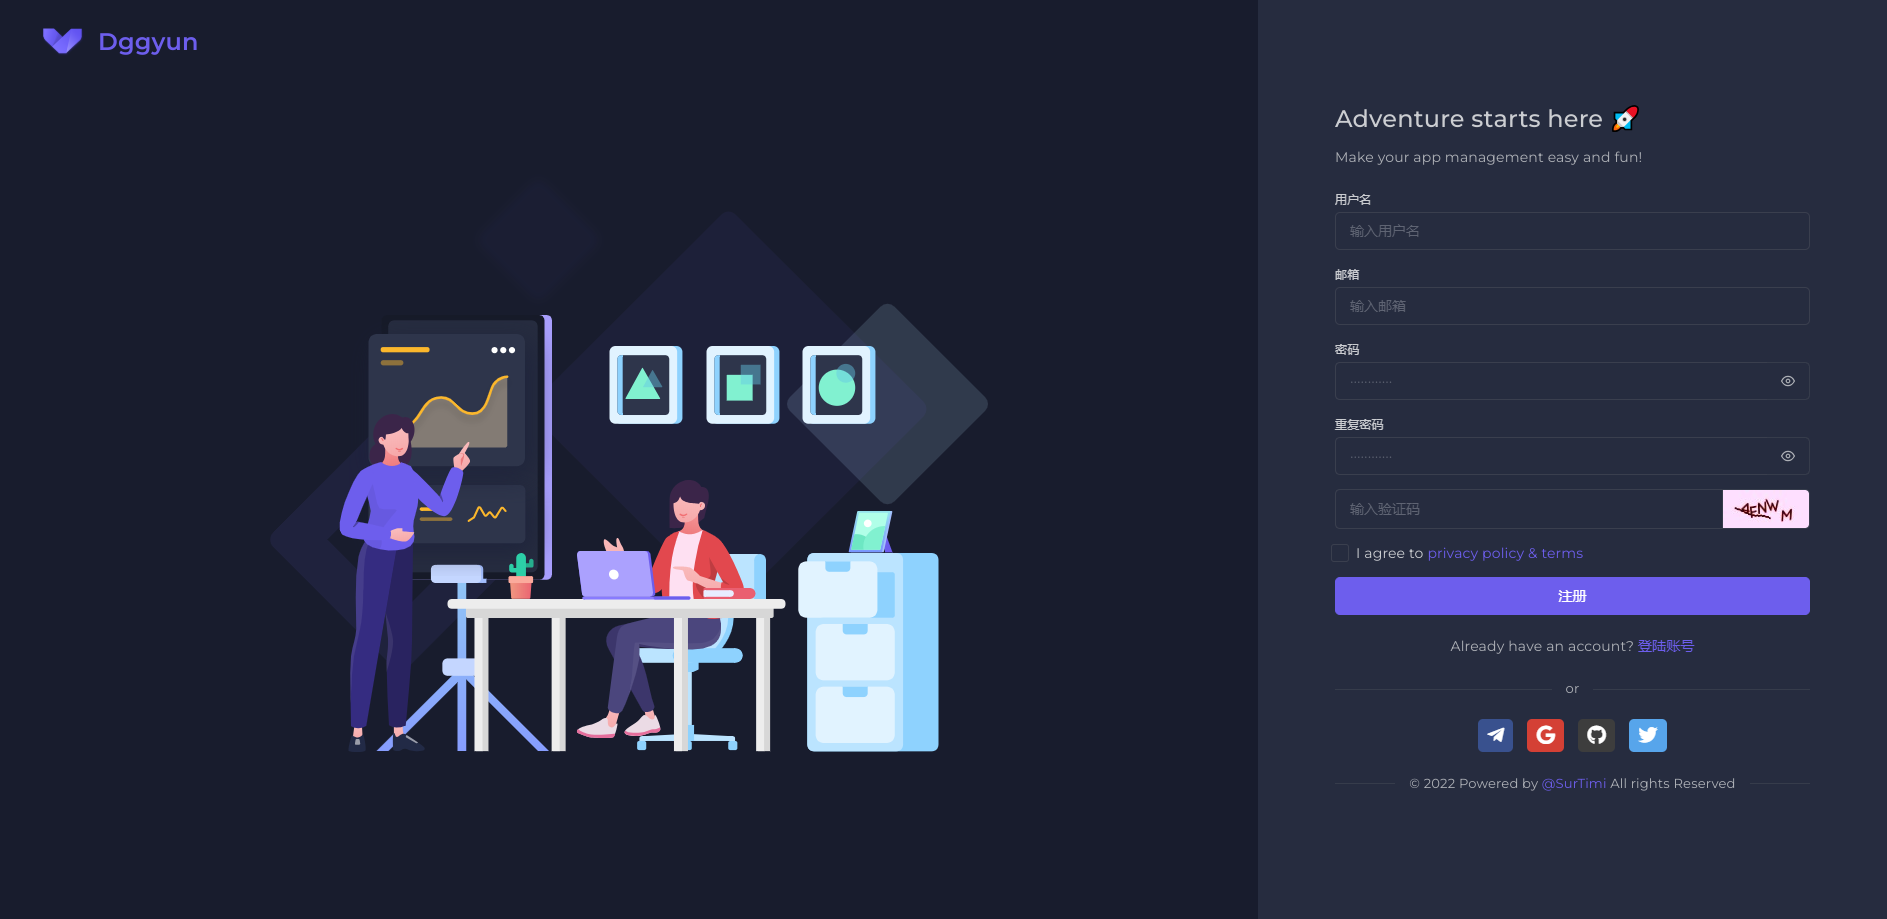 Dggyun
Adventure starts here 🚀
Make your app management easy and fun!
用户名
输入用户名
邮箱
输入邮箱
密码
············
重复密码
············
输入验证码
4ENWM
I agree to privacy policy & terms
注册
Already have an account? 登陆账号
or
© 2022 Powered by @SurTimi All rights Reserved